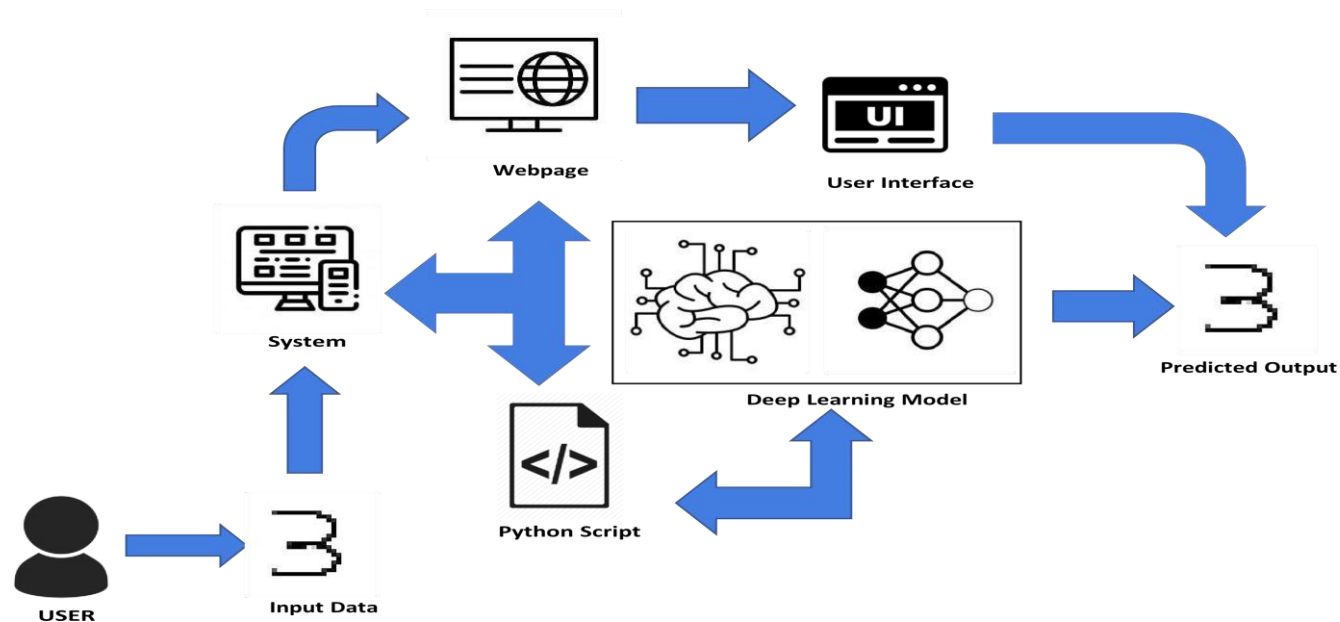 Webpage
UI
User Interface
System
Deep Learning Model
3
Predicted Output
</>
Python Script
3
USER
Input Data